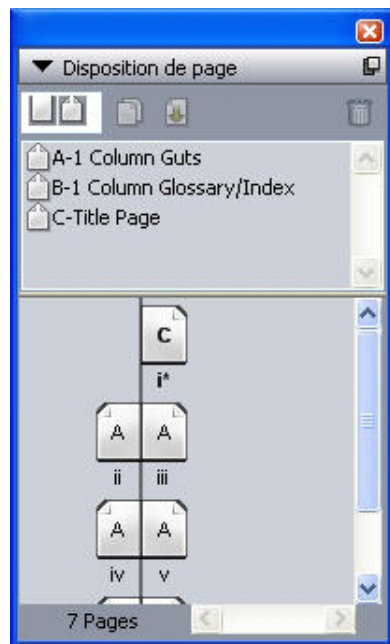 Disposition de page
A-1 Column Guts
B-1 Column Glossary/Index
C-Title Page
C
i*
A A
ii iii
A A
iv v
7 Pages